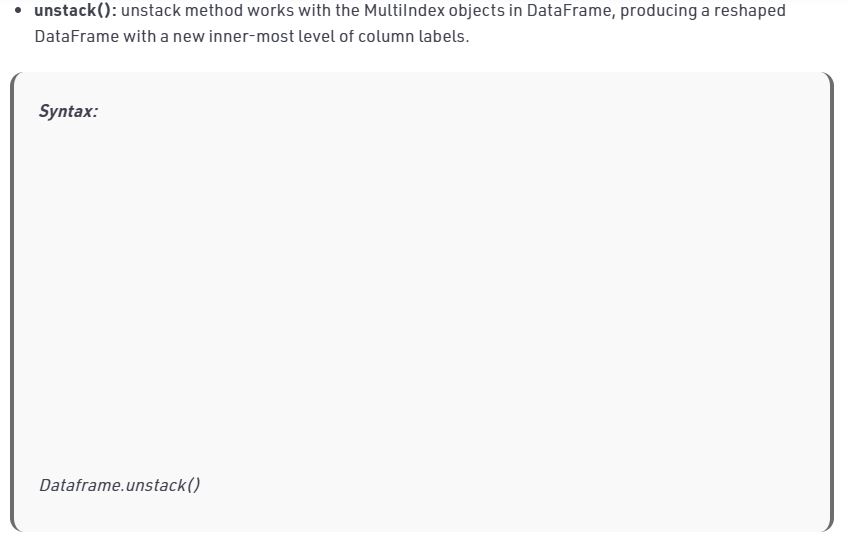 unstack(): unstack method works with the MultiIndex objects in DataFrame, producing a reshaped
DataFrame with a new inner-most level of column labels.
Syntax:
Dataframe.unstack()